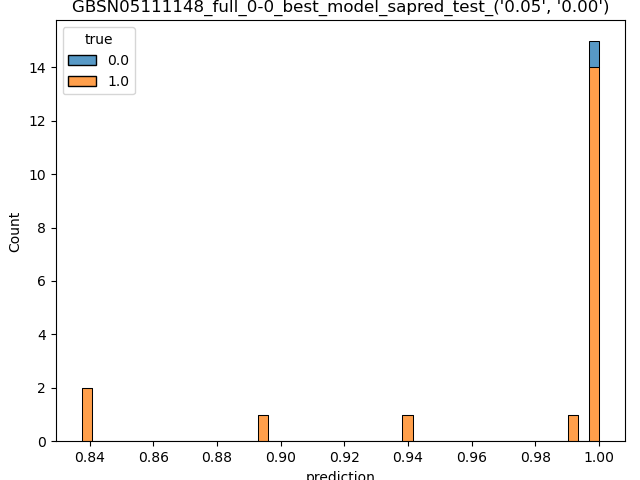 GBSN05111148_full_0-0_best_model_sapred_test_('0.05', '0.00')
true
0.0
1.0
Count
14
12
10
8
6
4
2
0
0.84 0.86 0.88 0.90 0.92 0.94 0.96 0.98 1.00
prediction